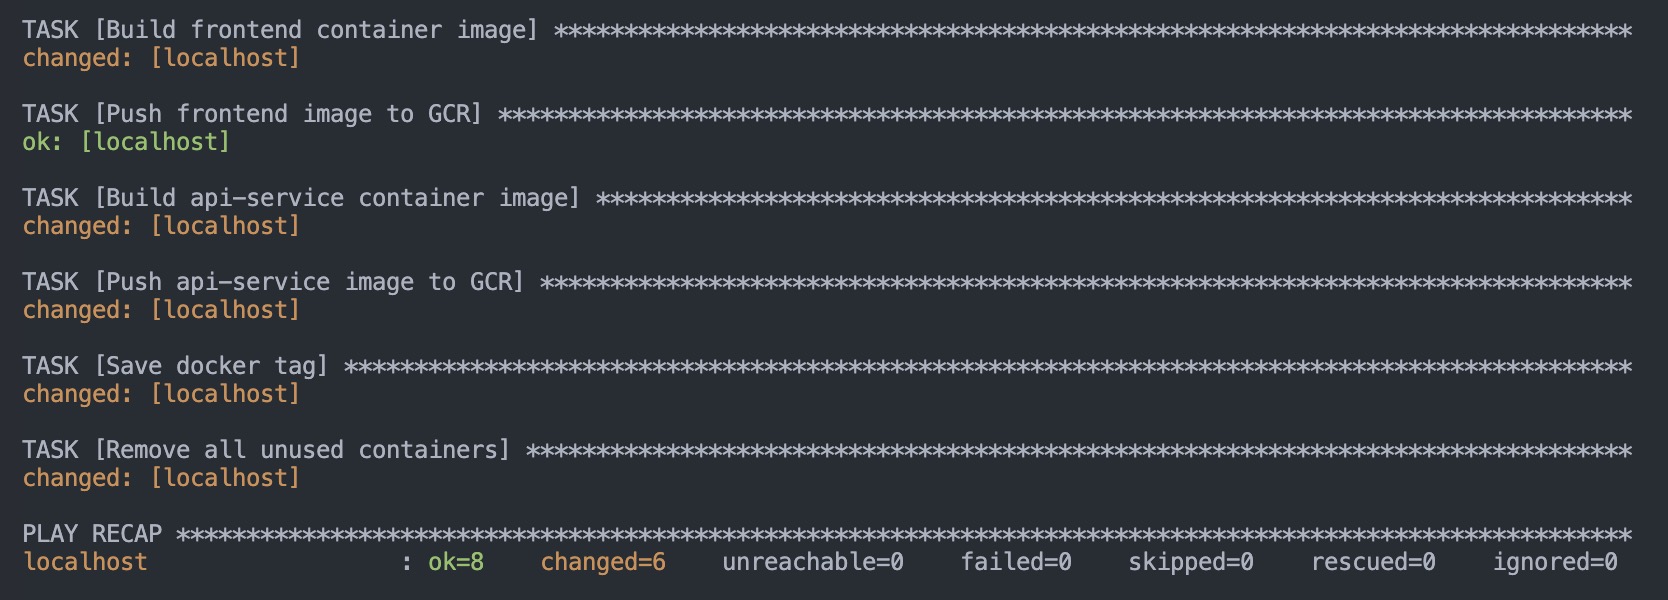 TASK [Build frontend container image] *****************************************************************************
changed: [localhost]
TASK [Push frontend image to GCR] *********************************************************************************
ok: [localhost]
TASK [Build api-service container image] **************************************************************************
changed: [localhost]
TASK [Push api-service image to GCR] ******************************************************************************
changed: [localhost]
TASK [Save docker tag] ********************************************************************************************
changed: [localhost]
TASK [Remove all unused containers] *******************************************************************************
changed: [localhost]
PLAY RECAP ********************************************************************************************************
localhost                  : ok=8    changed=6    unreachable=0    failed=0    skipped=0    rescued=0    ignored=0